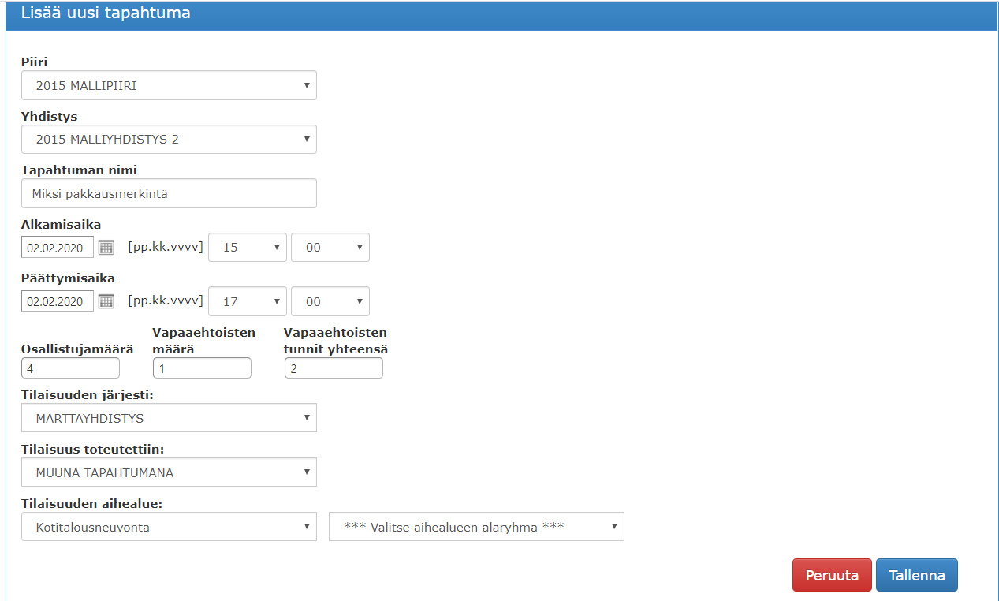 Lisää uusi tapahtuma
Piiri
2015 MALLIPIIRI
Yhdistys
2015 MALLIYHDISTYS 2
Tapahtuman nimi
Miksi pakkausmerkintä
Alkamisaika
02.02.2020 [pp.kk.vvvv] 15 00
Päättymisaika
02.02.2020 [pp.kk.vvvv] 17 00
Osallistujamäärä
Vapaaehtoisten
määrä
Vapaaehtoisten
tunnit yhteensä
4 1 2
Tilaisuuden järjesti:
MARTTAYHDISTYS
Tilaisuus toteutettiin:
MUUNA TAPAHTUMANA
Tilaisuuden aihealue:
Kotitalousneuvonta *** Valitse aihealueen alaryhmä ***
Peruuta Tallenna